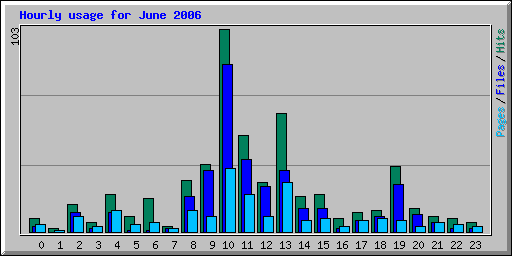 Hourly usage for June 2006
103
Pages/Files/Hits
0 1 2 3 4 5 6 7 8 9 10 11 12 13 14 15 16 17 18 19 20 21 22 23